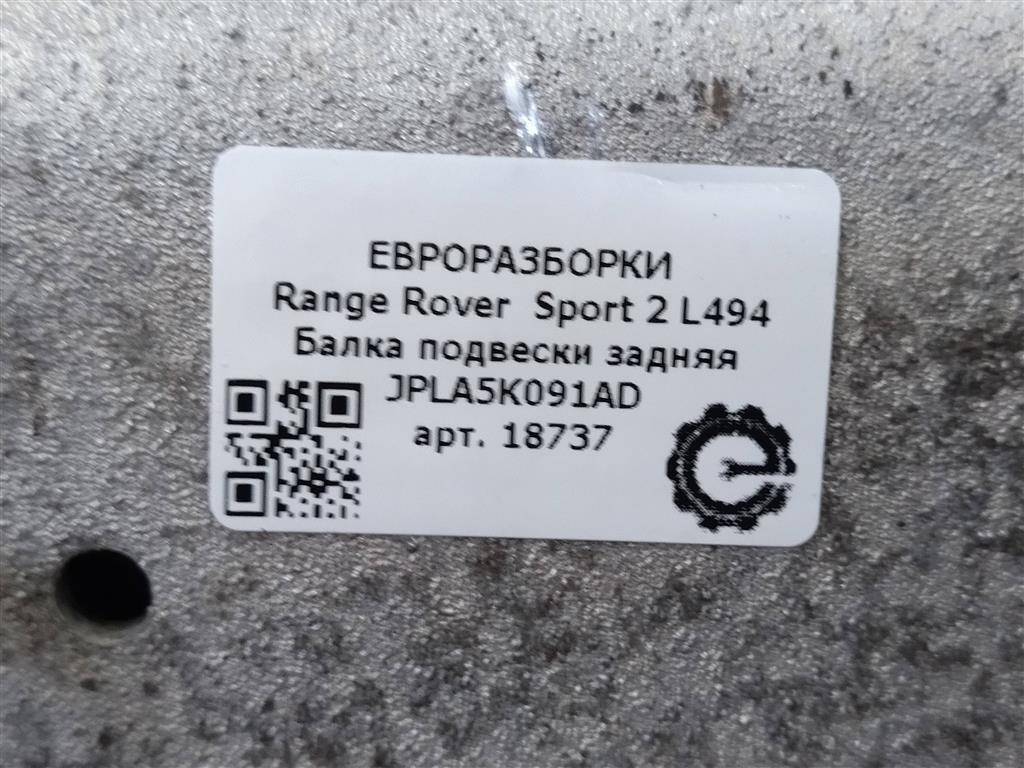 ЕВРОРАЗБОРКИ
Range Rover Sport 2 L494
Балка подвески задняя
JPLA5K091AD
арт. 18737